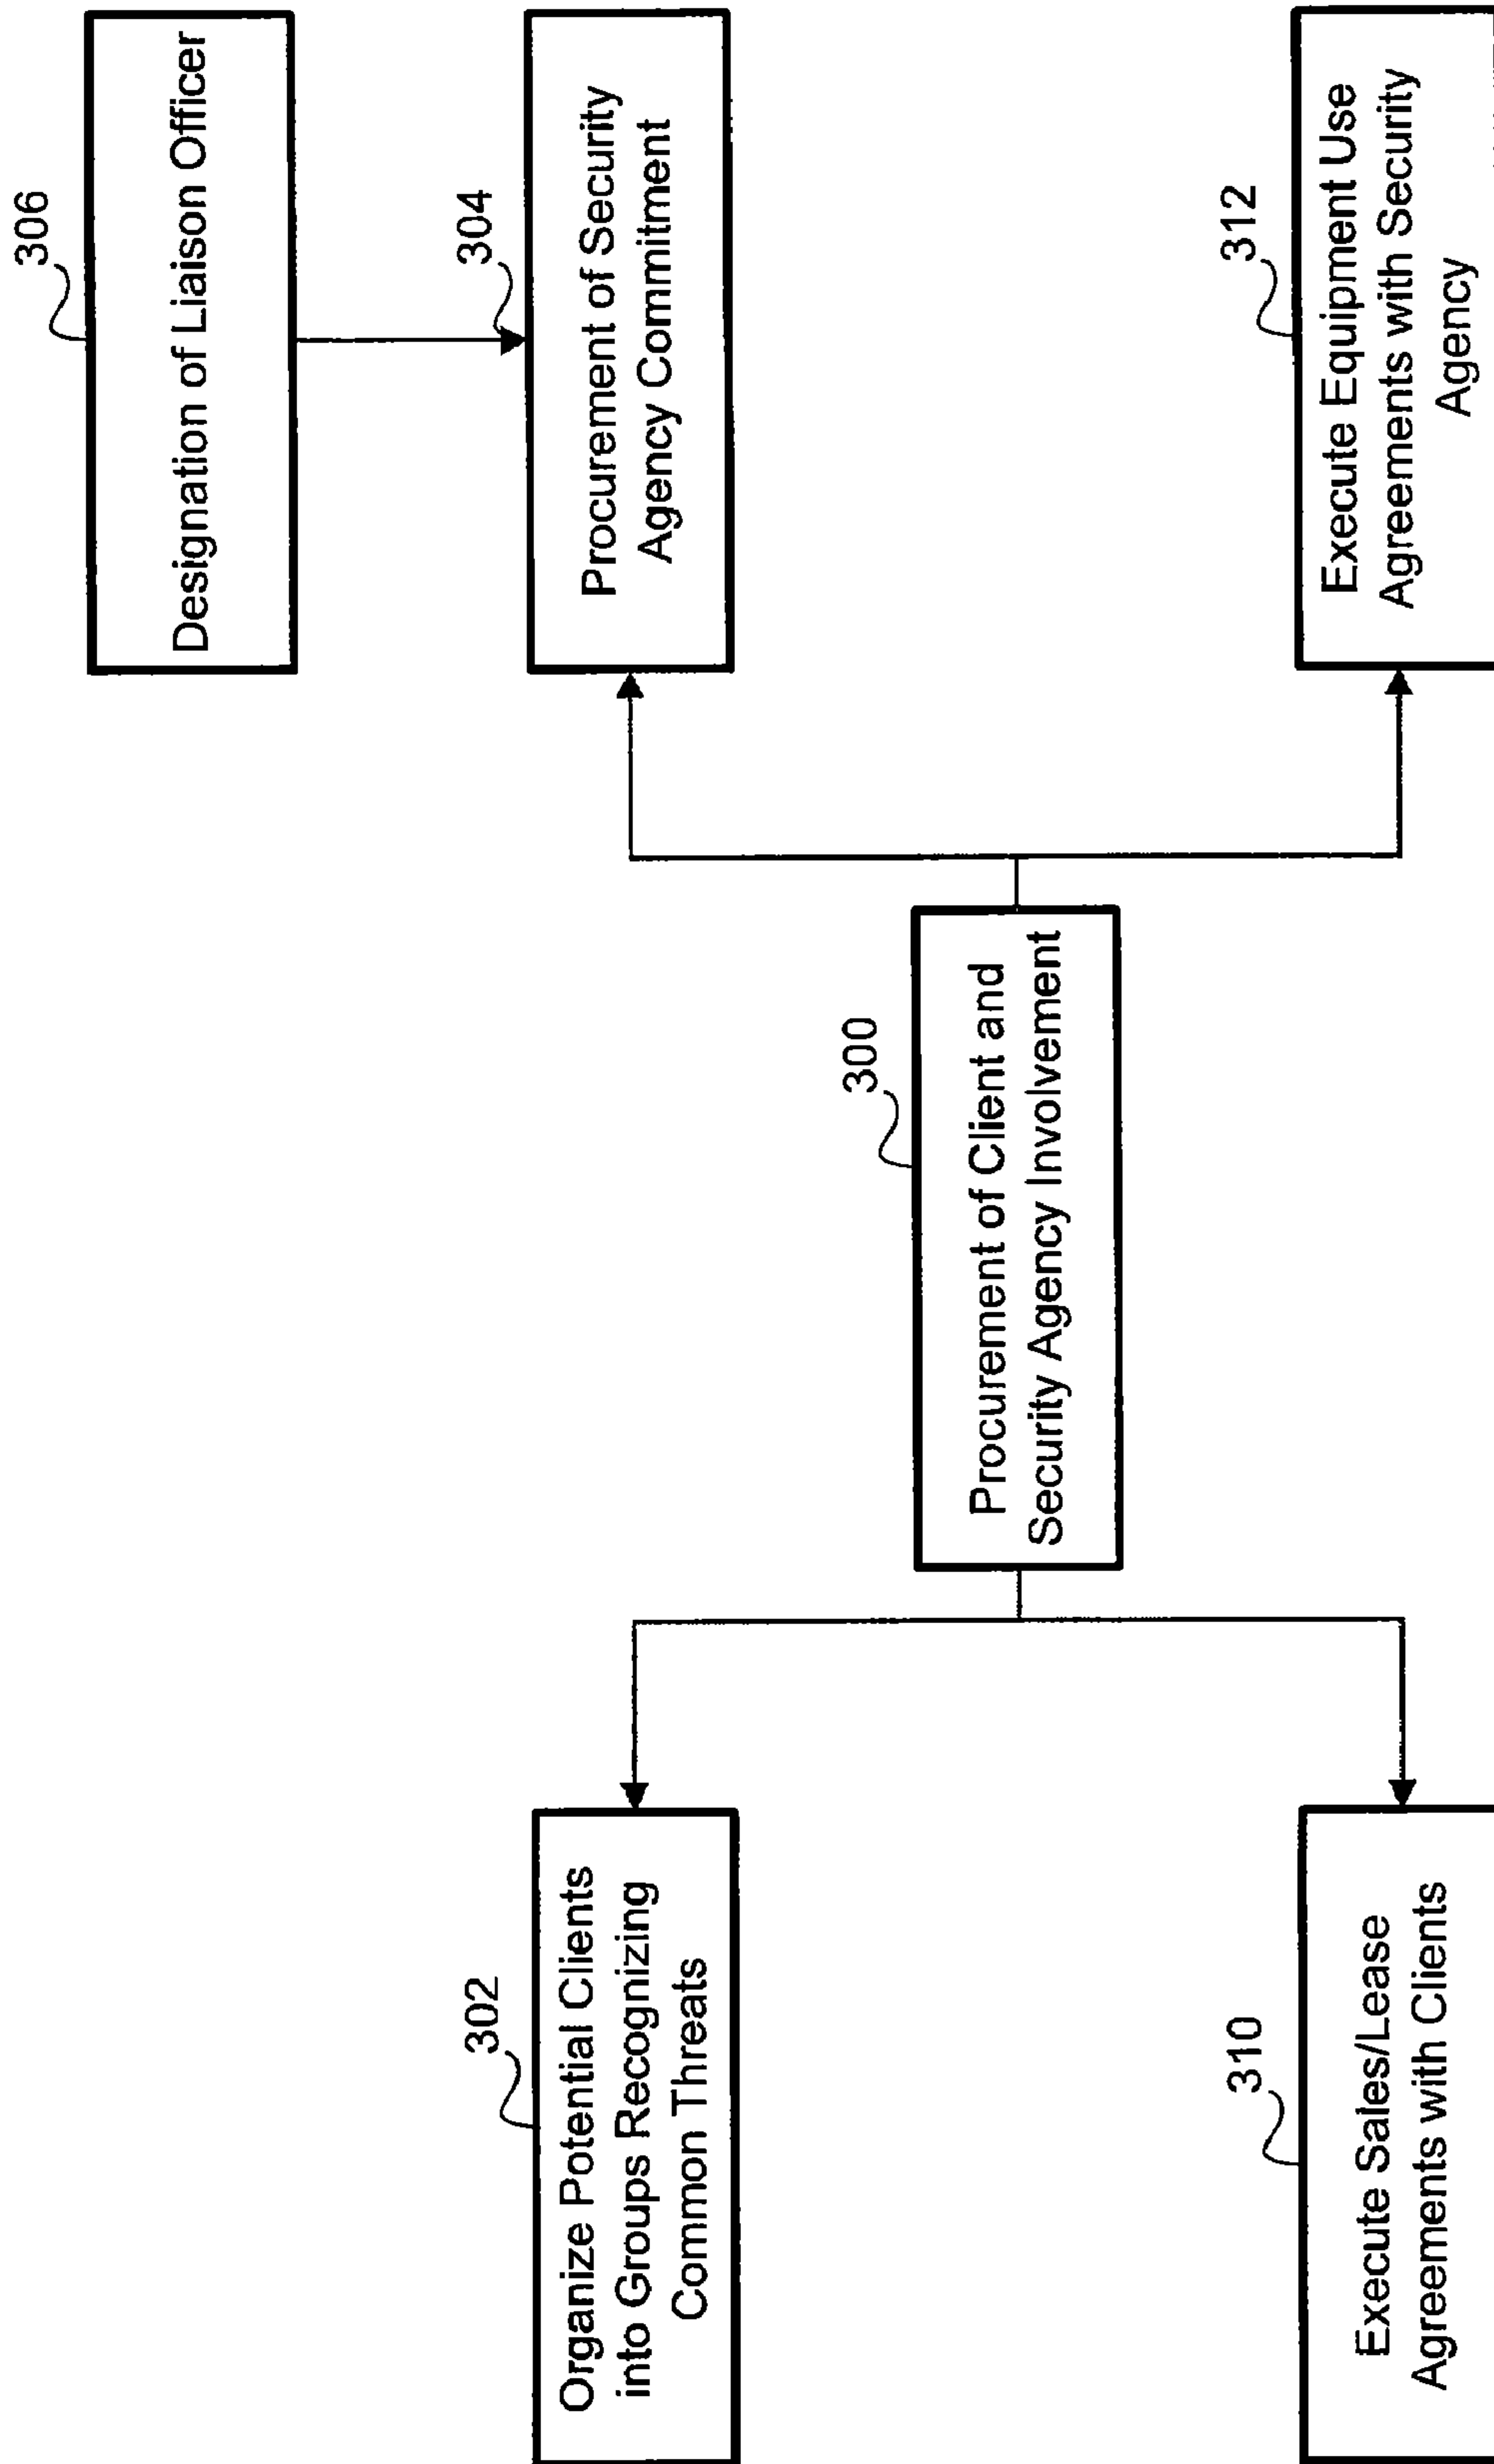 306
Designation of Liaison Officer
302
Organize Potential Clients
into Groups Recognizing
Common Threats
304
Procurement of Security
Agency Commitment
300
Procurement of Client and
Security Agency Involvement
310
Execute Sales/Lease
Agreements with Clients
312
Execute Equipment Use
Agreements with Security
Agency